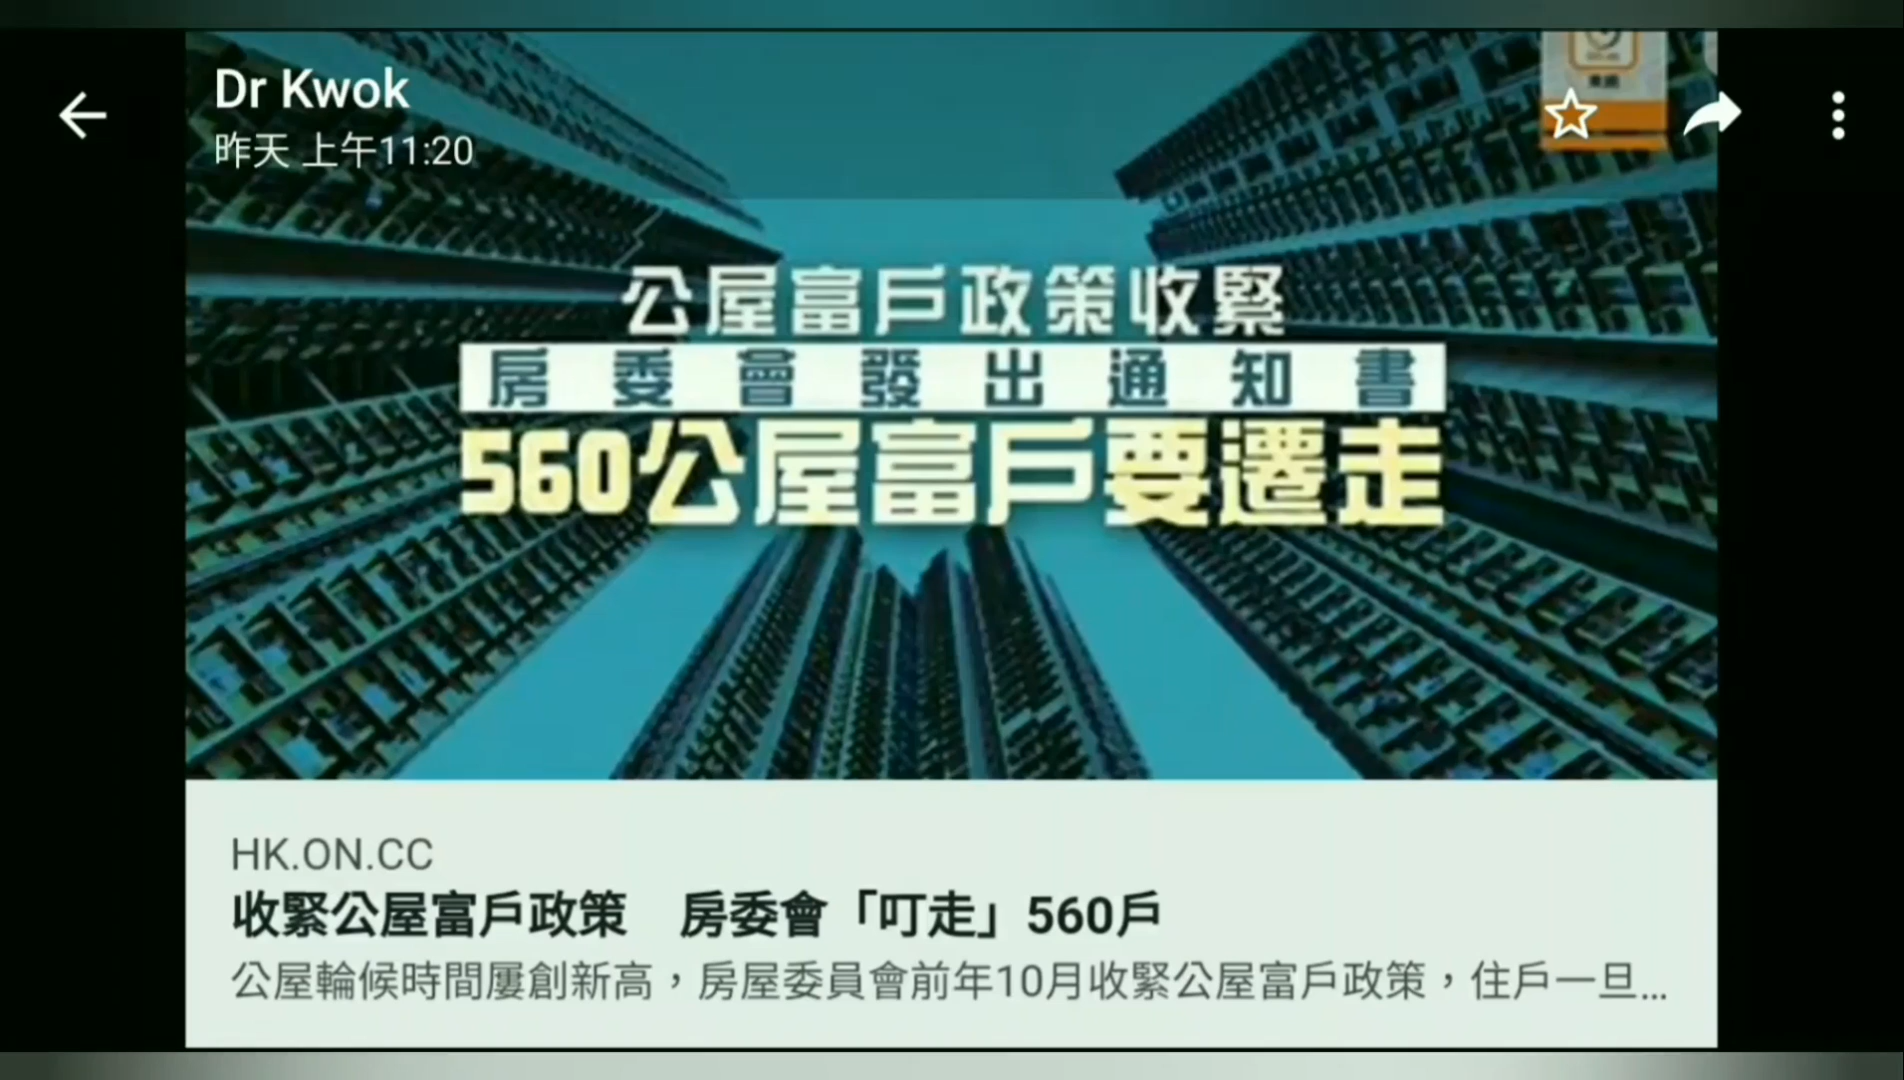 Dr Kwok
昨天 上午11:20
東網
公屋富戶政策收緊
房委會發出通知書
560公屋富戶要遷走
HK.ON.CC
收緊公屋富戶政策　房委會「叮走」560戶
公屋輪候時間屢創新高，房屋委員會前年10月收緊公屋富戶政策，住戶一旦...